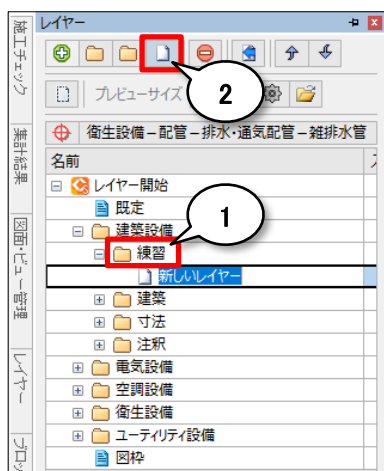 レイヤー
施工チェック
集計結果
図面・ビュー管理
レイヤー
ブロッ
プレビューサイズ
2
衛生設備－配管－排水・通気配管－雑排水管
名前
レイヤー開始
既定
1
建築設備
練習
新しいレイヤー
建築
寸法
注釈
電気設備
空調設備
衛生設備
ユーティリティ設備
図枠